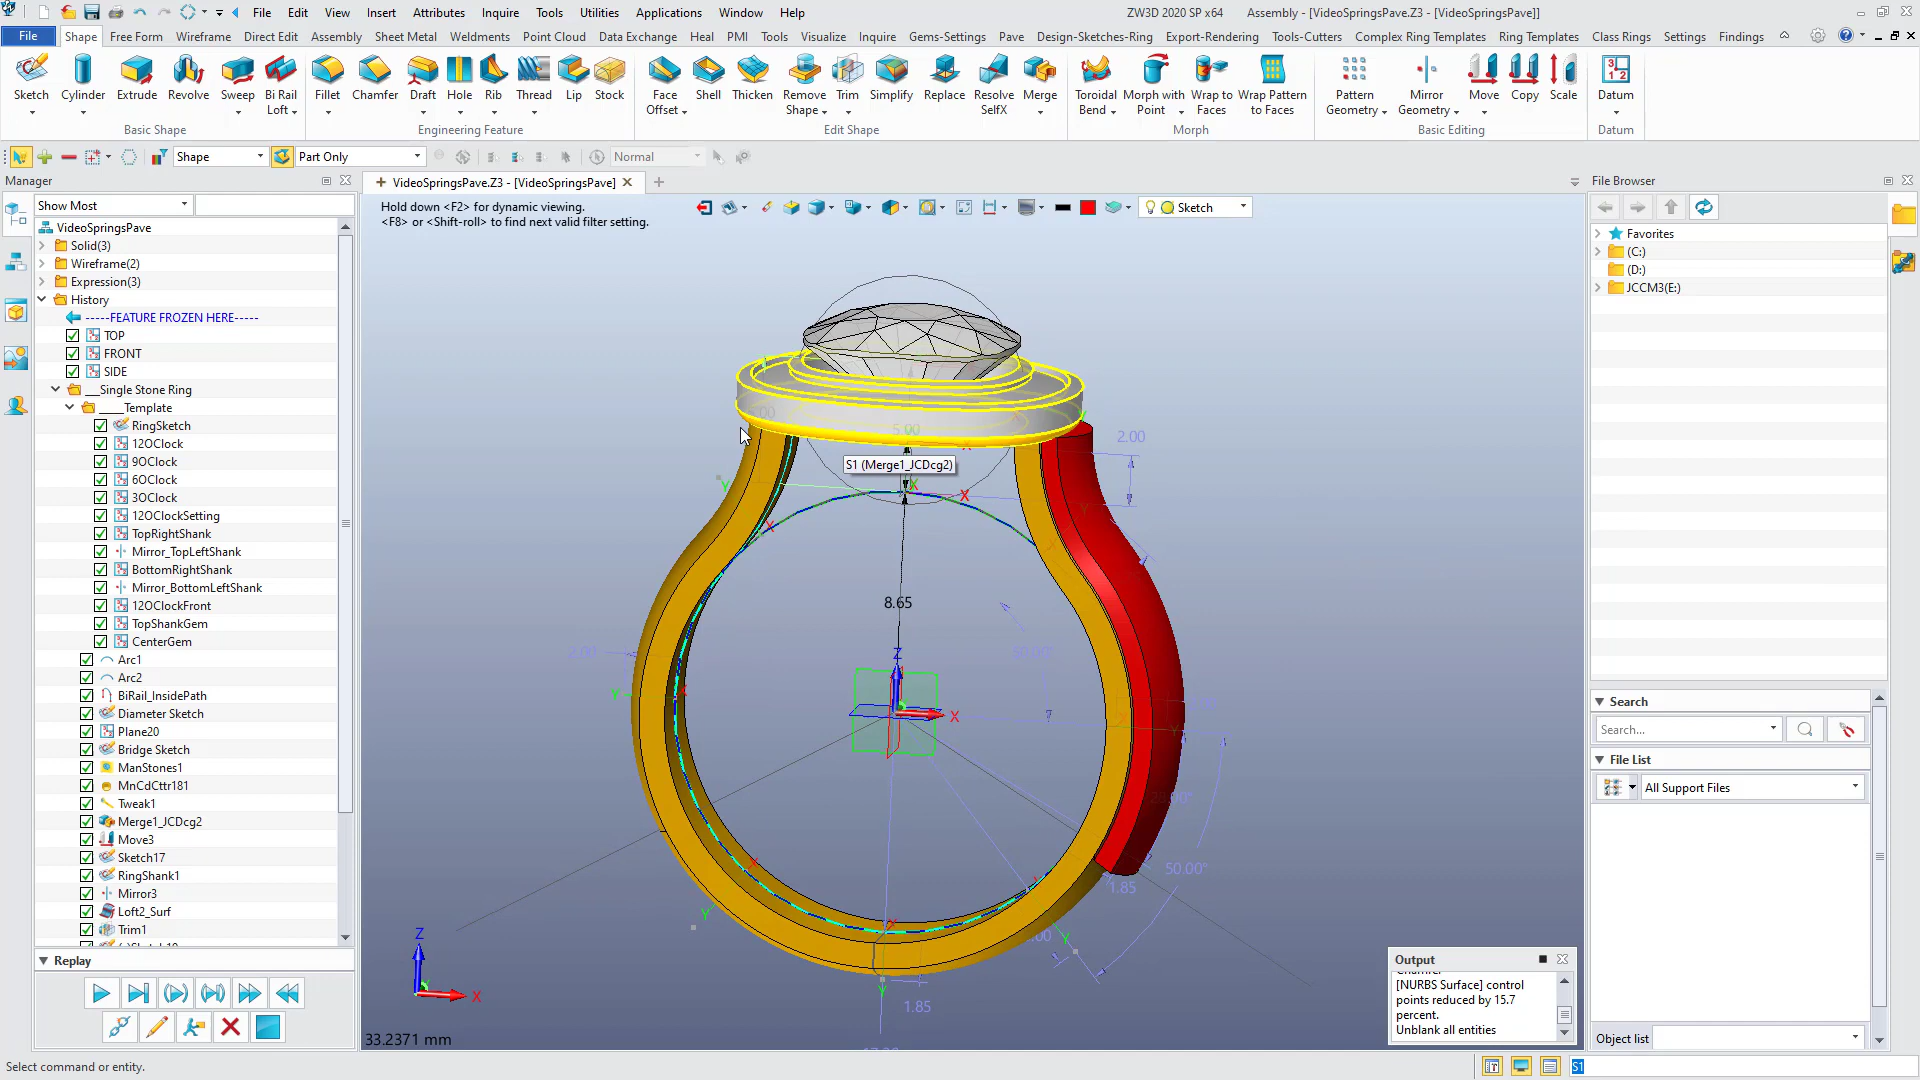 File Edit View Insert Attributes Inquire Tools Utilities Applications Window Help
ZW3D 2020 SP x64 Assembly - [VideoSpringsPave.Z3 - [VideoSpringsPave]]
File Shape Free Form Wireframe Direct Edit Assembly Sheet Metal Weldments Point Cloud Data Exchange Heal PMI Tools Visualize Inquire Gems-Settings Pave Design-Sketches-Ring Export-Rendering Tools-Cutters Complex Ring Templates Ring Templates Class Rings Settings Findings
Sketch Cylinder Extrude Revolve Sweep Bi Rail Loft
Basic Shape
Fillet Chamfer Draft Hole Rib Thread Lip Stock
Engineering Feature
Face Offset Shell Thicken Remove Shape Trim Simplify Replace Resolve SelfX Merge
Edit Shape
Toroidal Bend Morph with Point Wrap to Faces Wrap Pattern to Faces
Morph
Pattern Geometry Mirror Geometry Move Copy Scale
Basic Editing
Datum
Datum
Shape Part Only Normal
Manager
Show Most
VideoSpringsPave
Solid(3)
Wireframe(2)
Expression(3)
History
-----FEATURE FROZEN HERE-----
TOP
FRONT
SIDE
__Single Stone Ring
____Template
RingSketch
12OClock
9OClock
6OClock
3OClock
12OClockSetting
TopRightShank
Mirror_TopLeftShank
BottomRightShank
Mirror_BottomLeftShank
12OClockFront
TopShankGem
CenterGem
Arc1
Arc2
BiRail_InsidePath
Diameter Sketch
Plane20
Bridge Sketch
ManStones1
MnCdCttr181
Tweak1
Merge1_JCDcg2
Move3
Sketch17
RingShank1
Mirror3
Loft2_Surf
Trim1
Replay
VideoSpringsPave.Z3 - [VideoSpringsPave]
Hold down <F2> for dynamic viewing.
<F8> or <Shift-roll> to find next valid filter setting.
Sketch
5.00
2.00
S1 (Merge1_JCDcg2)
8.65
2.00
50.00°
1.85
1.85
X
Y
Z
Z
X
33.2371 mm
Output
[NURBS Surface] control
points reduced by 15.7
percent.
Unblank all entities
File Browser
Favorites
(C:)
(D:)
JCCM3(E:)
Search
Search...
File List
All Support Files
Object list
Select command or entity.
S1